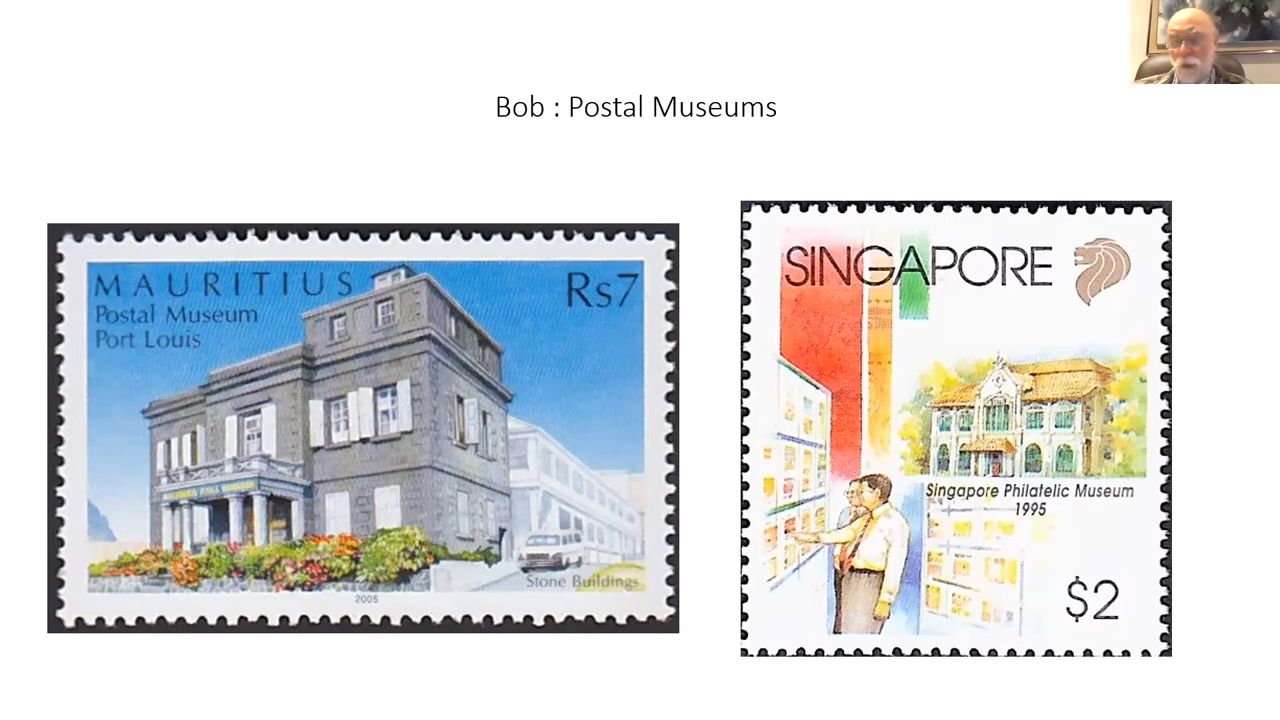 Bob : Postal Museums
MAURITIUS
Rs7
Postal Museum
Port Louis
Stone Buildings
2005
SINGAPORE
Singapore Philatelic Museum
1995
$2